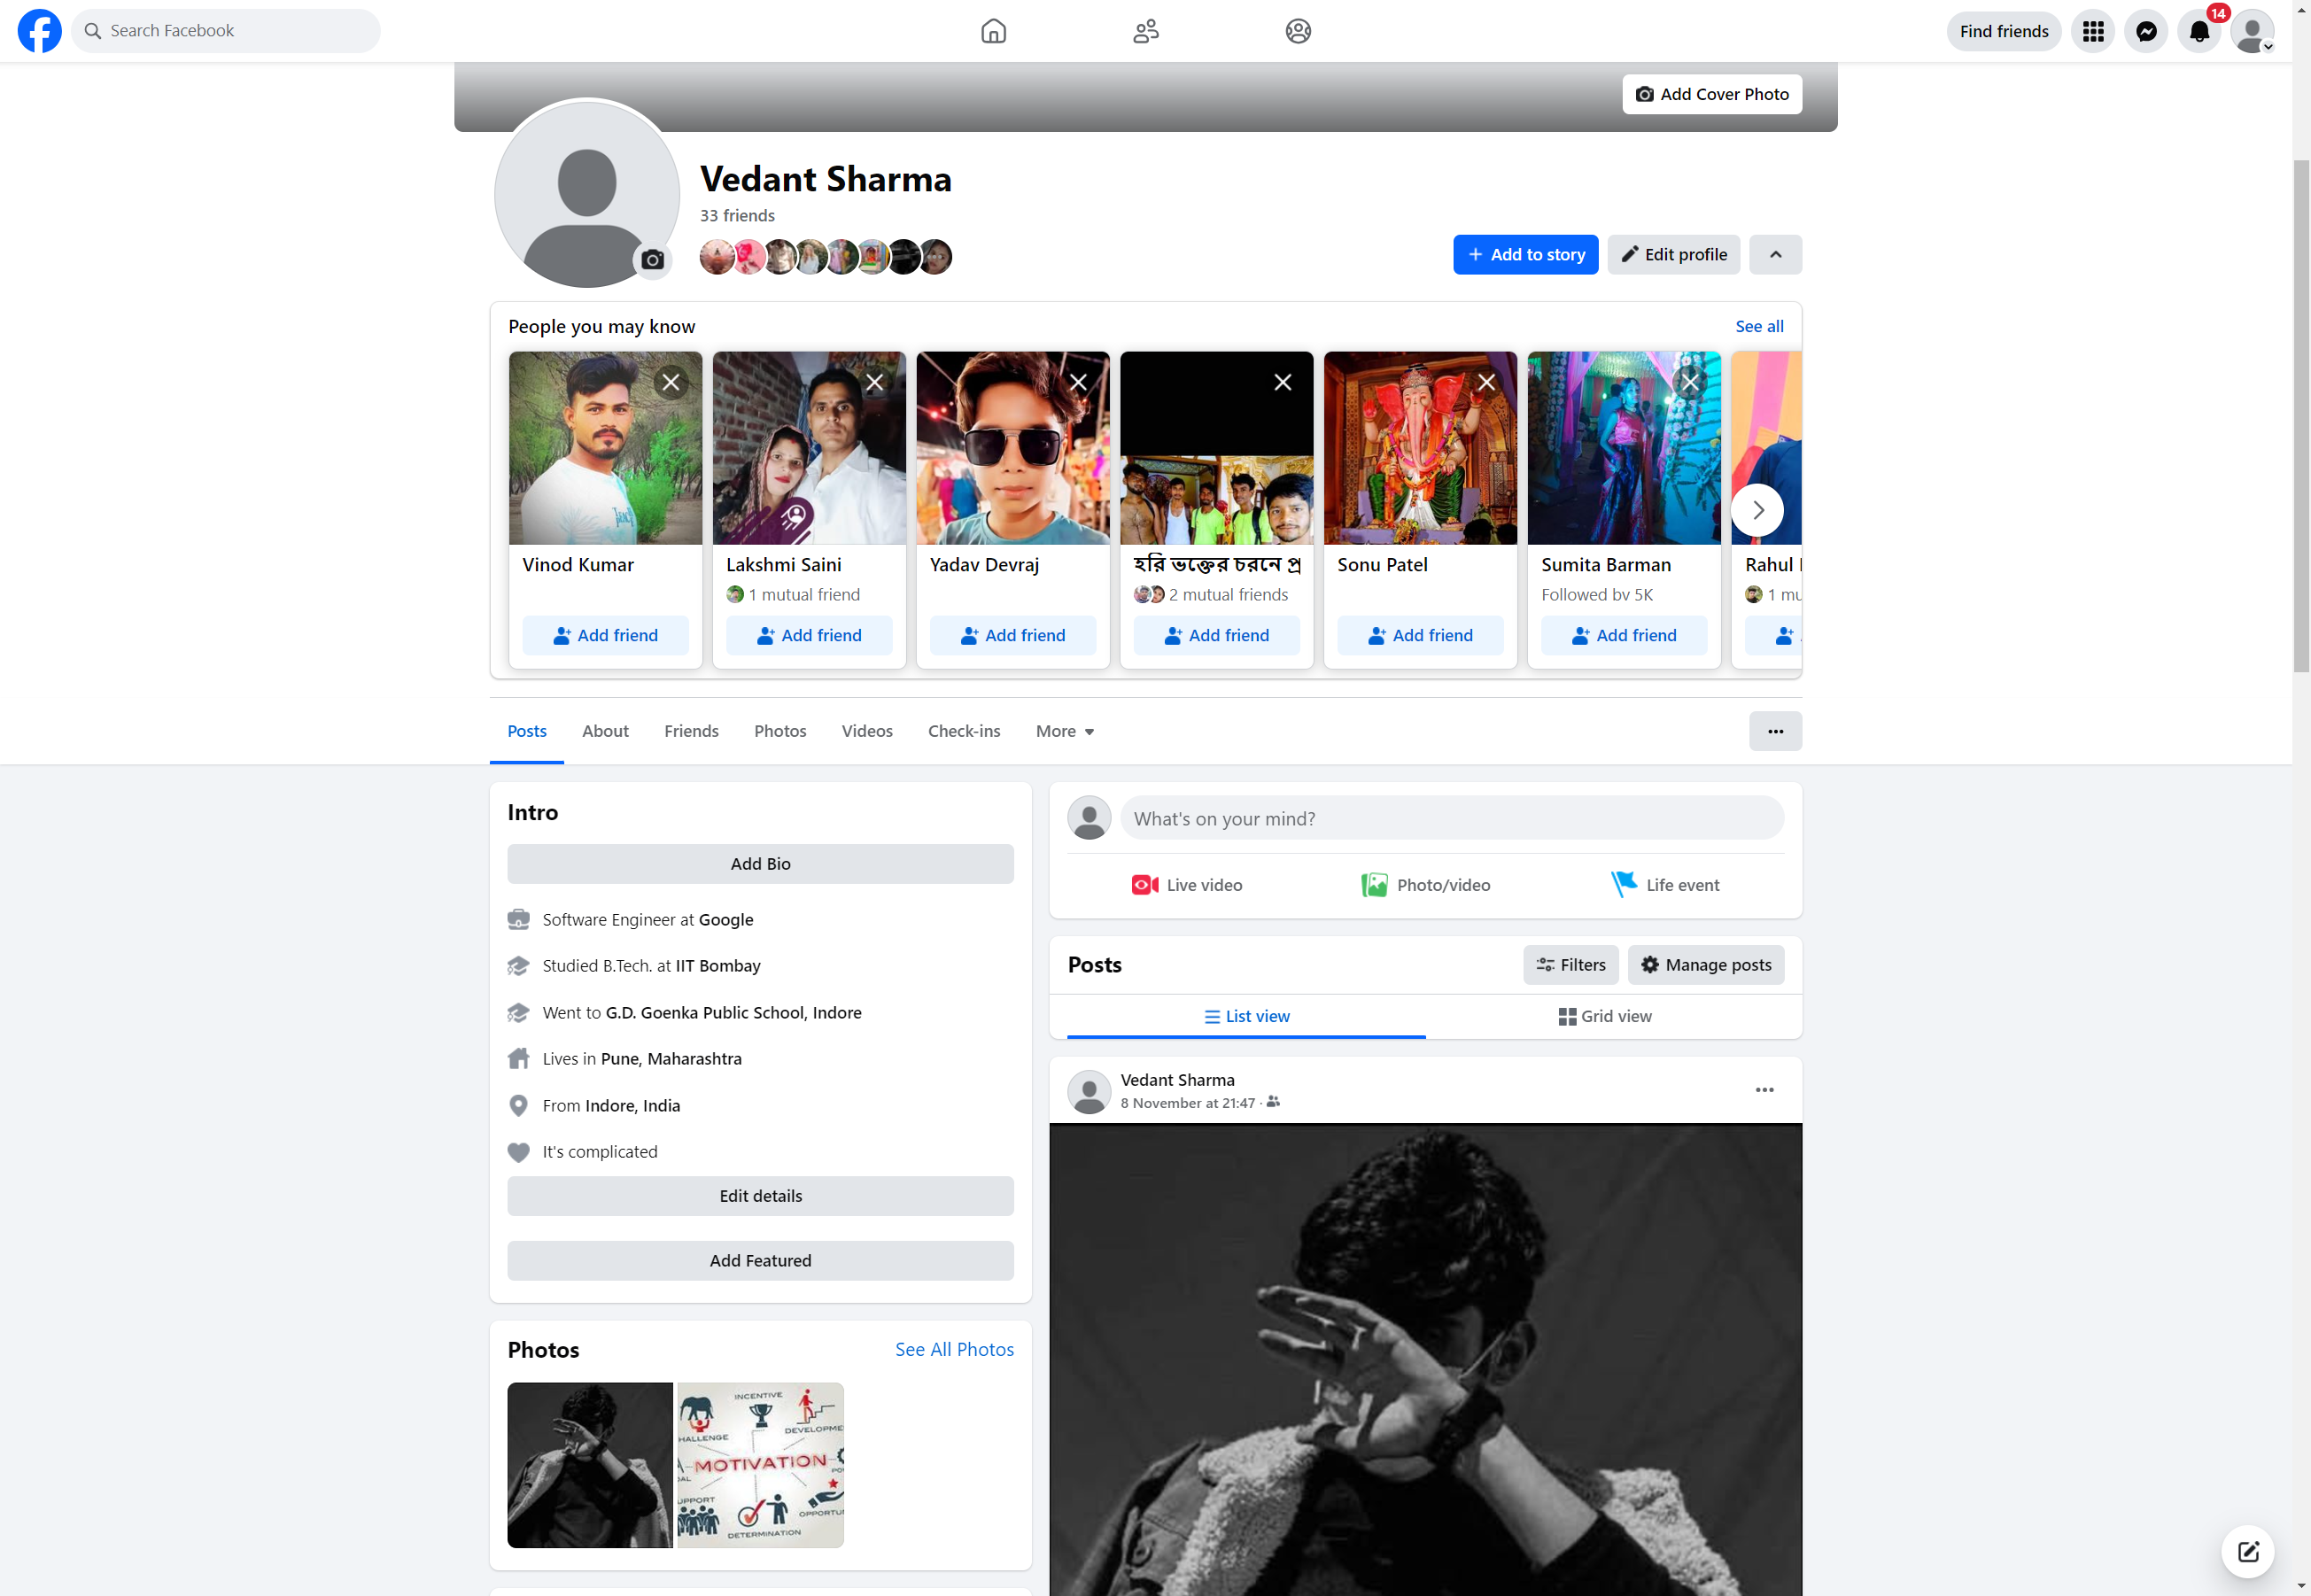 Search Facebook
Find friends
14
Add Cover Photo
Vedant Sharma
33 friends
+ Add to story
Edit profile
People you may know
See all
Vinod Kumar
Add friend
Lakshmi Saini
1 mutual friend
Add friend
Yadav Devraj
Add friend
হরি ভক্তের চরনে প্র
2 mutual friends
Add friend
Sonu Patel
Add friend
Sumita Barman
Followed by 5K
Add friend
Rahul
1 mu
Posts
About
Friends
Photos
Videos
Check-ins
More
Intro
Add Bio
Software Engineer at Google
Studied B.Tech. at IIT Bombay
Went to G.D. Goenka Public School, Indore
Lives in Pune, Maharashtra
From Indore, India
It's complicated
Edit details
Add Featured
Photos
See All Photos
INCENTIVE
HALLENGE
DEVELOPME
MOTIVATION
UPPORT
OPPORTU
DETERMINATION
What's on your mind?
Live video
Photo/video
Life event
Posts
Filters
Manage posts
List view
Grid view
Vedant Sharma
8 November at 21:47 ·